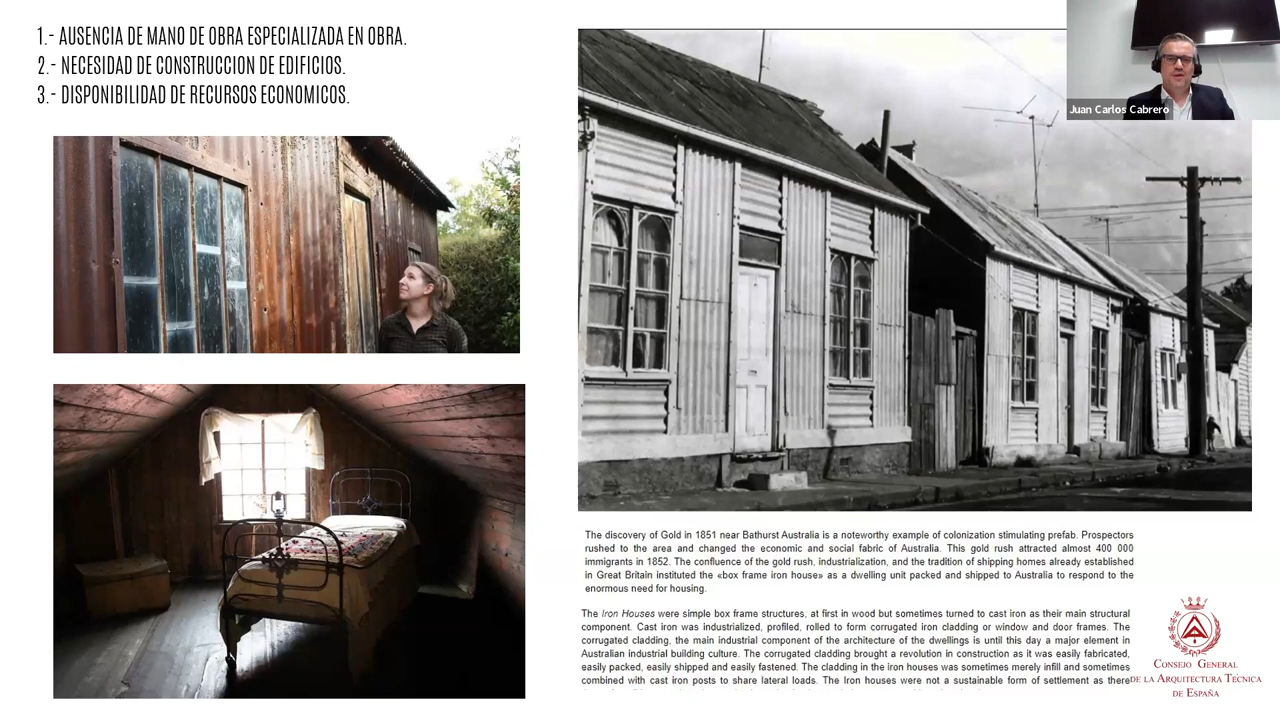 1.- AUSENCIA DE MANO DE OBRA ESPECIALIZADA EN OBRA.
2.- NECESIDAD DE CONSTRUCCION DE EDIFICIOS.
3.- DISPONIBILIDAD DE RECURSOS ECONOMICOS.
Juan Carlos Cabrero
The discovery of Gold in 1851 near Bathurst Australia is a noteworthy example of colonization stimulating prefab. Prospectors
rushed to the area and changed the economic and social fabric of Australia. This gold rush attracted almost 400 000
immigrants in 1852. The confluence of the gold rush, industrialization, and the tradition of shipping homes already established
in Great Britain instituted the «box frame iron house» as a dwelling unit packed and shipped to Australia to respond to the
enormous need for housing.
The Iron Houses were simple box frame structures, at first in wood but sometimes turned to cast iron as their main structural
component. Cast iron was industrialized, profiled, rolled to form corrugated iron cladding or window and door frames. The
corrugated cladding, the main industrial component of the architecture of the dwellings is until this day a major element in
Australian industrial building culture. The corrugated cladding brought a revolution in construction as it was easily fabricated,
easily packed, easily shipped and easily fastened. The cladding in the iron houses was sometimes merely infill and sometimes
combined with cast iron posts to share lateral loads. The Iron houses were not a sustainable form of settlement as there
CONSEJO GENERAL
DE LA ARQUITECTURA TÉCNICA
DE ESPAÑA